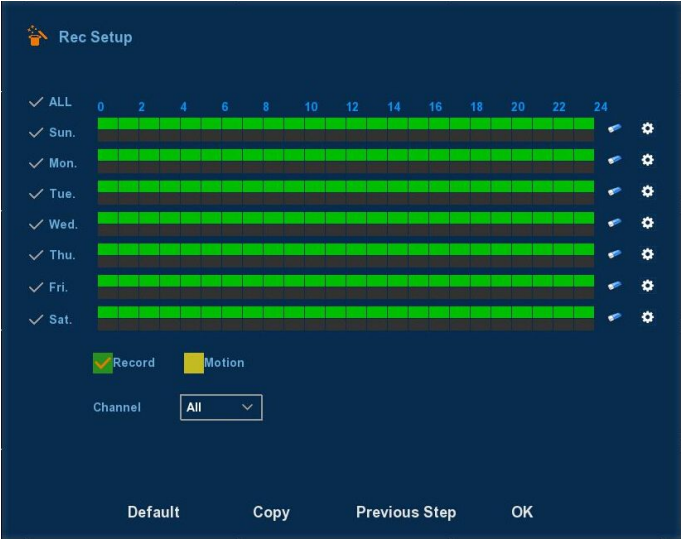 Rec Setup
ALL 0 2 4 6 8 10 12 14 16 18 20 22 24
Sun.
Mon.
Tue.
Wed.
Thu.
Fri.
Sat.
Record Motion
Channel All
Default Copy Previous Step OK